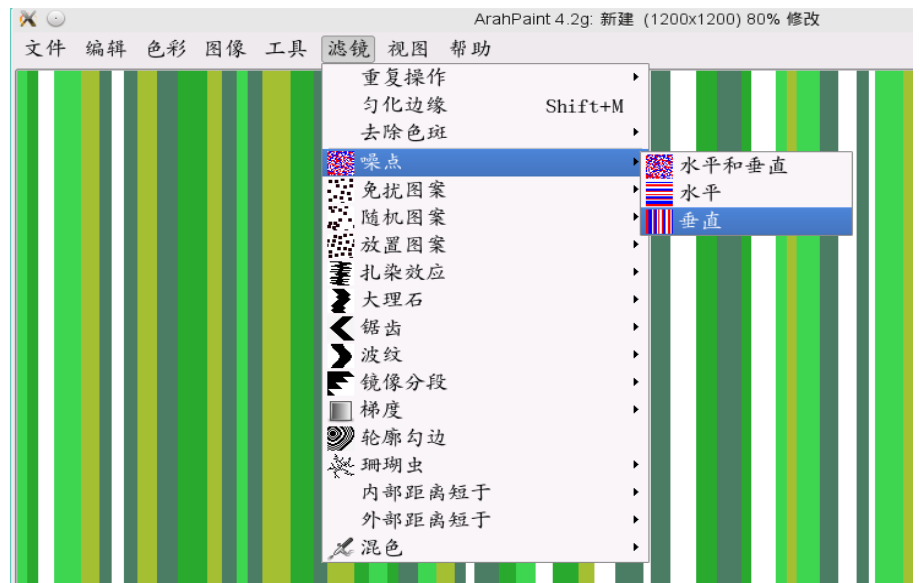 ArahPaint 4.2g: 新建 (1200x1200) 80% 修改
文件 编辑 色彩 图像 工具 滤镜 视图 帮助
重复操作
匀化边缘 Shift+M
去除色斑
噪点
免扰图案
随机图案
放置图案
扎染效应
大理石
锯齿
波纹
镜像分段
梯度
轮廓勾边
珊瑚虫
内部距离短于
外部距离短于
混色
水平和垂直
水平
垂直